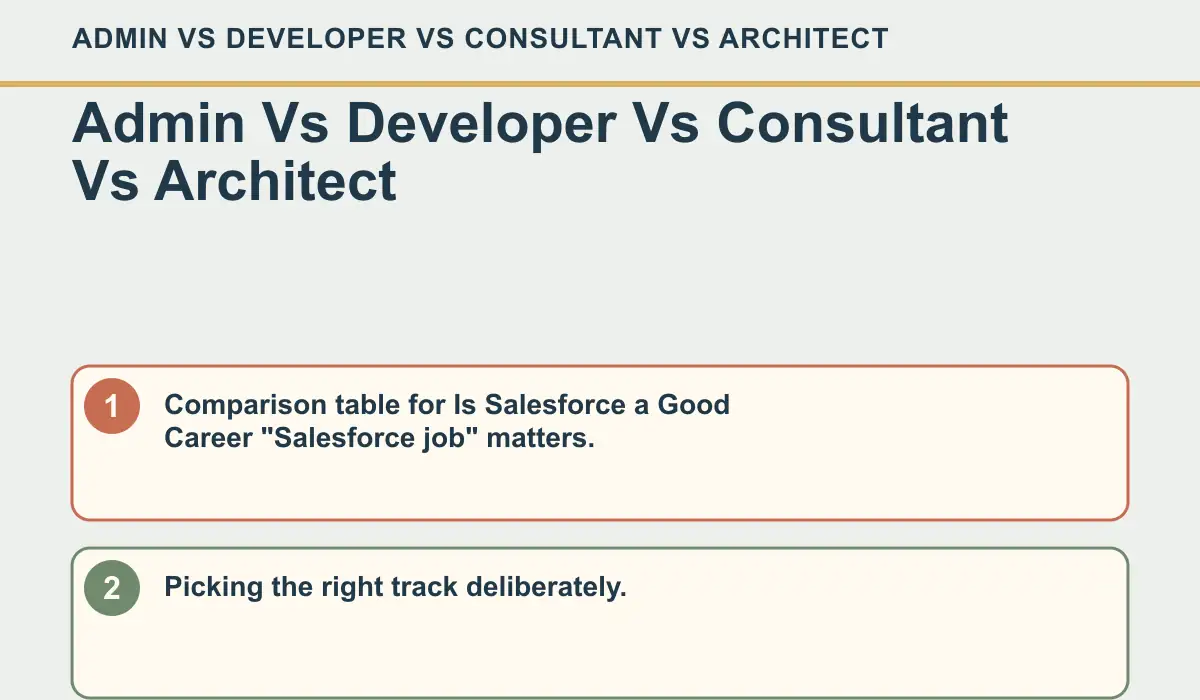 ADMIN VS DEVELOPER VS CONSULTANT VS ARCHITECT
Admin Vs Developer Vs Consultant
Vs Architect
1
Comparison table for Is Salesforce a Good
Career "Salesforce job" matters.
2
Picking the right track deliberately.